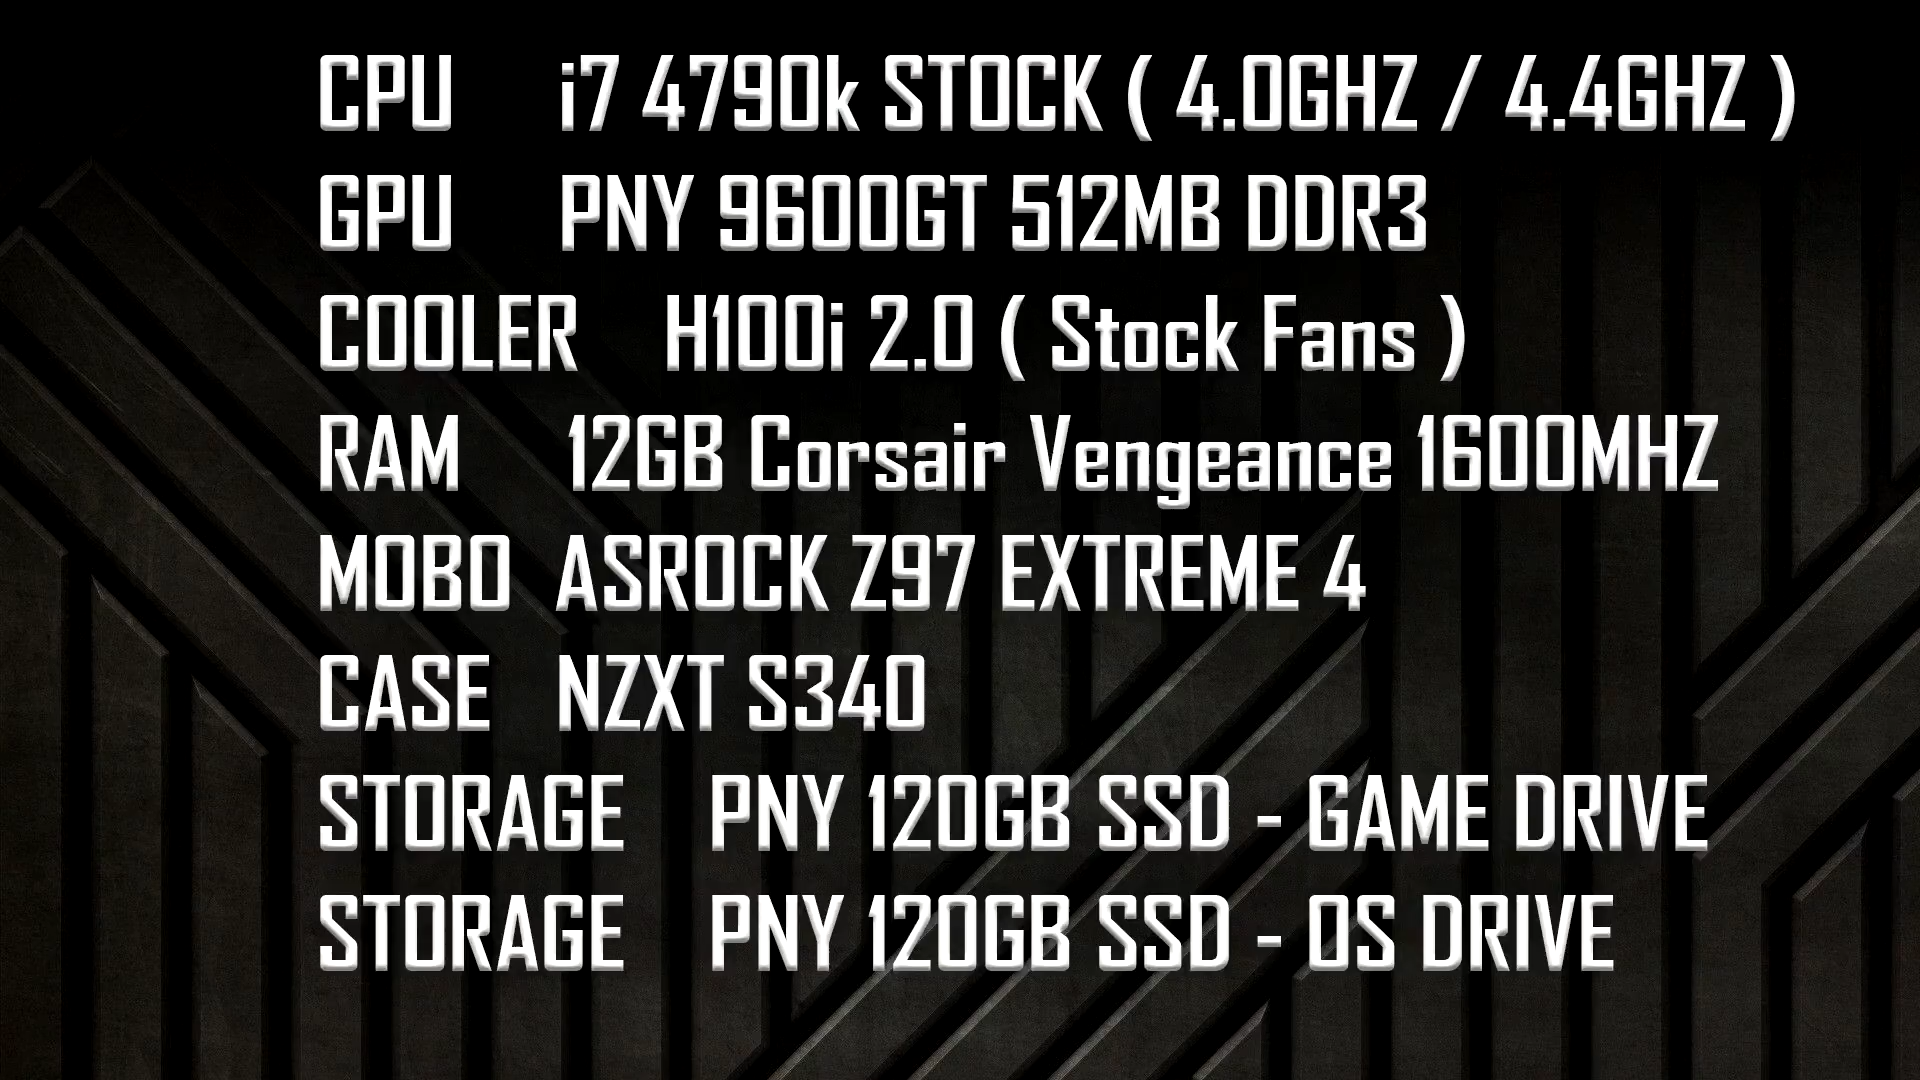 CPU i7 4790k STOCK ( 4.0GHZ / 4.4GHZ )
GPU PNY 9600GT 512MB DDR3
COOLER H100i 2.0 ( Stock Fans )
RAM 12GB Corsair Vengeance 1600MHZ
MOBO ASROCK Z97 EXTREME 4
CASE NZXT S340
STORAGE PNY 120GB SSD - GAME DRIVE
STORAGE PNY 120GB SSD - OS DRIVE